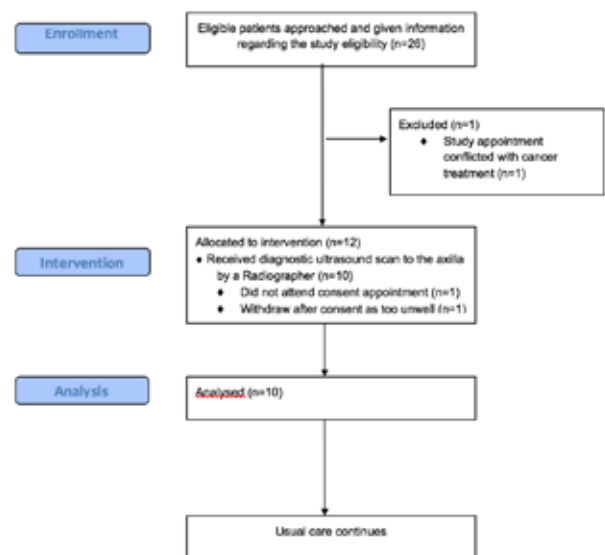 Enrollment
Eligible patients approached and given information
regarding the study eligibility (n=26)
Excluded (n=1)
♦ Study appointment
conflicted with cancer
treatment (n=1)
Intervention
Allocated to intervention (n=12)
• Received diagnostic ultrasound scan to the axilla
by a Radiographer (n=10)
♦ Did not attend consent appointment (n=1)
♦ Withdraw after consent as too unwell (n=1)
Analysis
Analysed (n=10)
Usual care continues